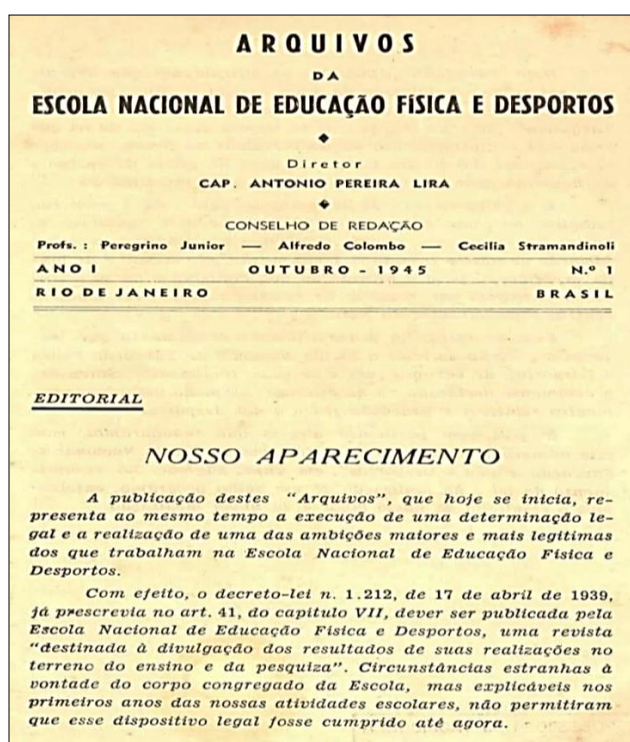 ARQUIVOS
DA
ESCOLA NACIONAL DE EDUCAÇÃO FÍSICA E DESPORTOS
Diretor
CAP. ANTONIO PEREIRA LIRA
CONSELHO DE REDAÇÃO
Profs. : Peregrino Junior — Alfredo Colombo — Cecilia Stramandinoli
ANO I OUTUBRO - 1945 N.º 1
RIO DE JANEIRO BRASIL
EDITORIAL
NOSSO APARECIMENTO
A publicação destes "Arquivos", que hoje se inicia, re-
presenta ao mesmo tempo a execução de uma determinação le-
gal e a realização de uma das ambições maiores e mais legitimas
dos que trabalham na Escola Nacional de Educação Fisica e
Desportos.
Com efeito, o decreto-lei n. 1.212, de 17 de abril de 1939,
já prescrevia no art. 41, do capitulo VII, dever ser publicada pela
Escola Nacional de Educação Fisica e Desportos, uma revista
"destinada à divulgação dos resultados de suas realizações no
terreno do ensino e da pesquiza". Circunstâncias estranhas à
vontade do corpo congregado da Escola, mas explicáveis nos
primeiros anos das nossas atividades escolares, não permitiram
que esse dispositivo legal fosse cumprido até agora.